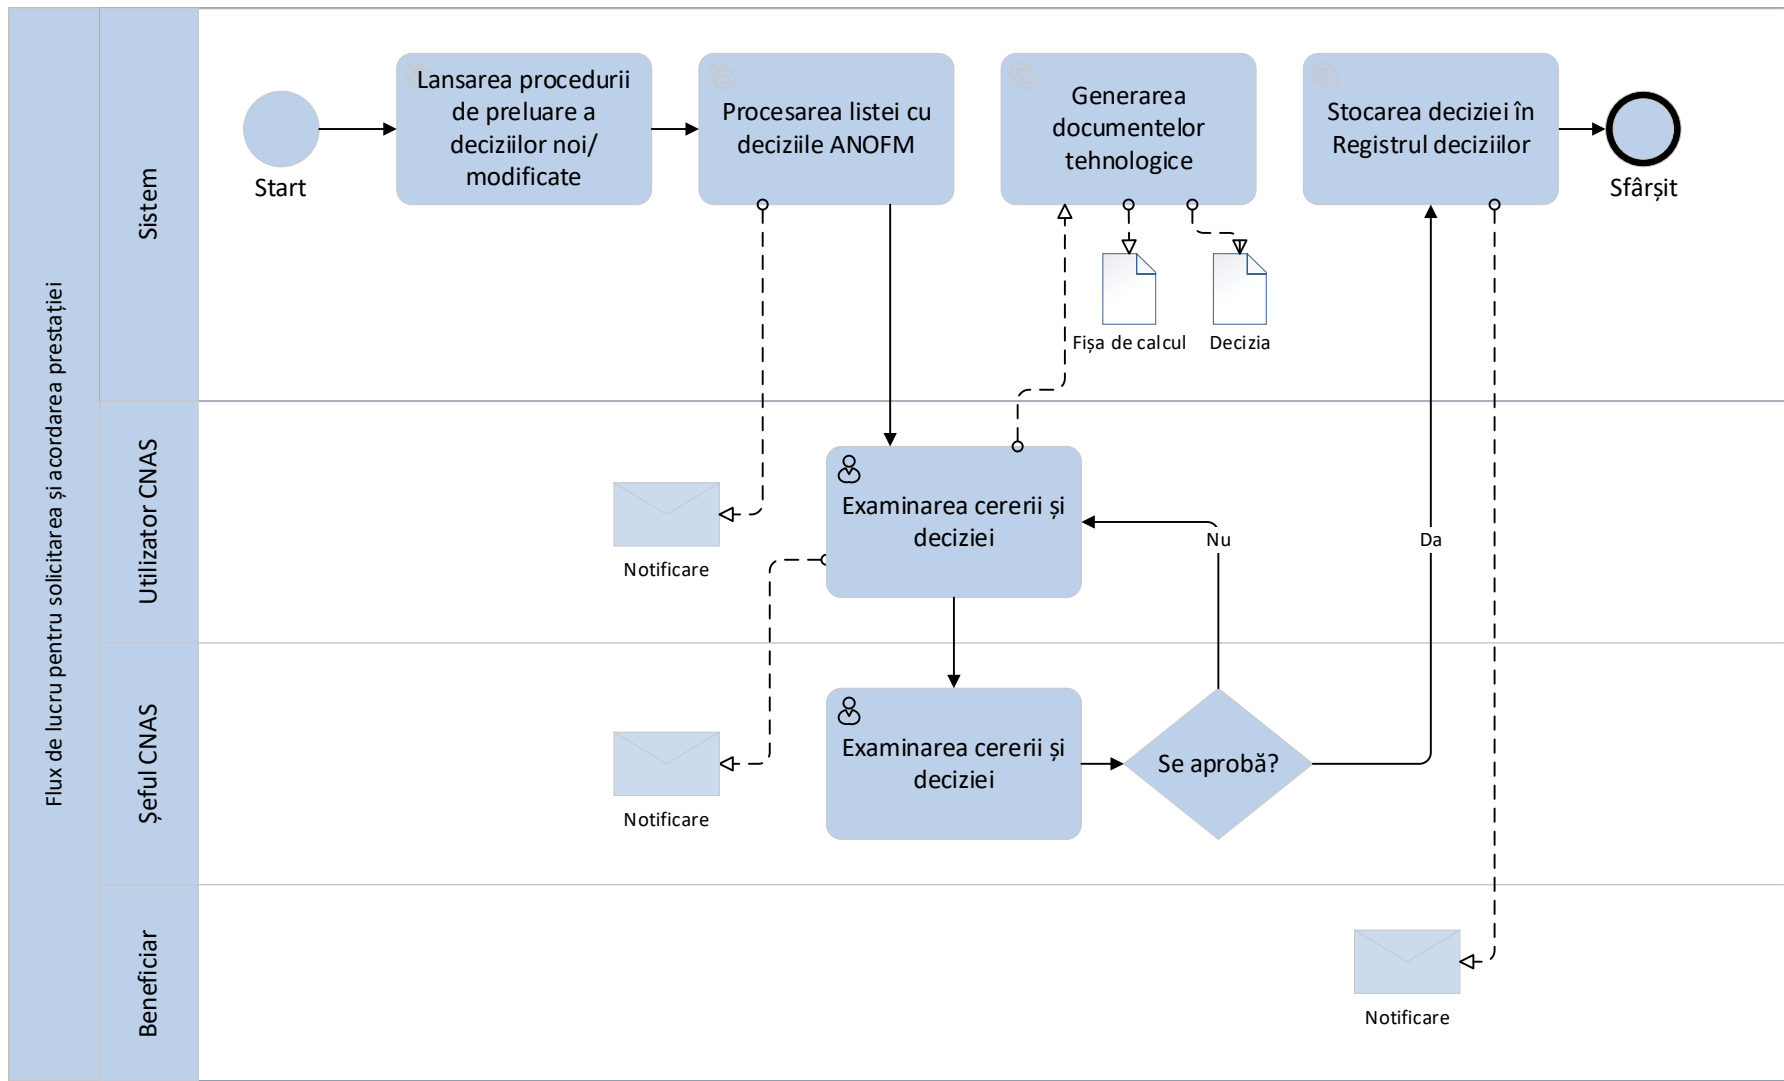 Flux de lucru pentru solicitarea și acordarea prestației
Sistem
Start
Lansarea procedurii
de preluare a
deciziilor noi/
modificate
Procesarea listei cu
deciziile ANOFM
Generarea
documentelor
tehnologice
Stocarea deciziei în
Registrul deciziilor
Sfârșit
Fișa de calcul
Decizia
Utilizator CNAS
Notificare
Examinarea cererii și
deciziei
Nu
Da
Șeful CNAS
Notificare
Examinarea cererii și
deciziei
Se aprobă?
Beneficiar
Notificare